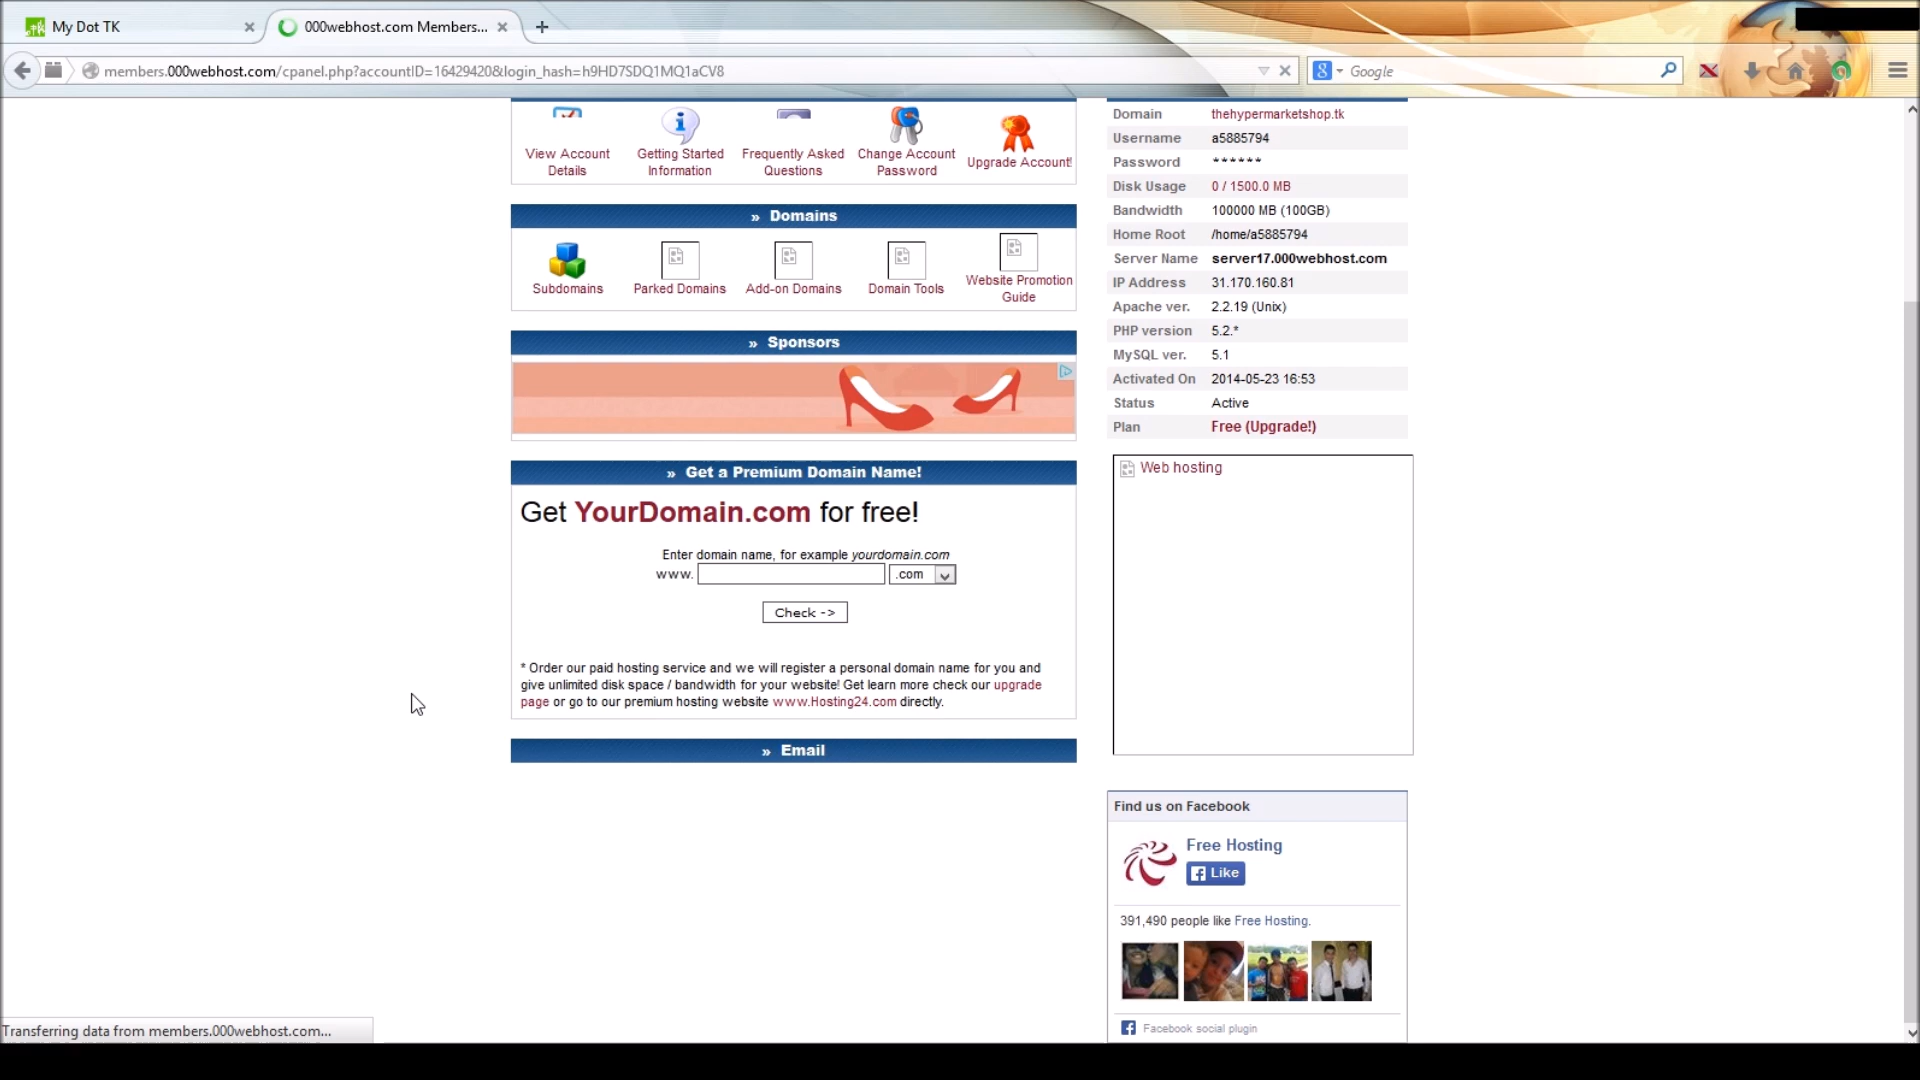 My Dot TK
000webhost.com Members...
members.000webhost.com/cpanel.php?accountID=16429420&login_hash=h9HD7SDQ1MQ1aCV8
Google
View Account Details
Getting Started Information
Frequently Asked Questions
Change Account Password
Upgrade Account!
» Domains
Subdomains
Parked Domains
Add-on Domains
Domain Tools
Website Promotion Guide
» Sponsors
» Get a Premium Domain Name!
Get YourDomain.com for free!
Enter domain name, for example yourdomain.com
www. .com
Check ->
* Order our paid hosting service and we will register a personal domain name for you and
give unlimited disk space / bandwidth for your website! Get learn more check our upgrade
page or go to our premium hosting website www.Hosting24.com directly.
» Email
Domain thehypermarketshop.tk
Username a5885794
Password ******
Disk Usage 0 / 1500.0 MB
Bandwidth 100000 MB (100GB)
Home Root /home/a5885794
Server Name server17.000webhost.com
IP Address 31.170.160.81
Apache ver. 2.2.19 (Unix)
PHP version 5.2.*
MySQL ver. 5.1
Activated On 2014-05-23 16:53
Status Active
Plan Free (Upgrade!)
Web hosting
Find us on Facebook
Free Hosting
Like
391,490 people like Free Hosting.
Facebook social plugin
Transferring data from members.000webhost.com...